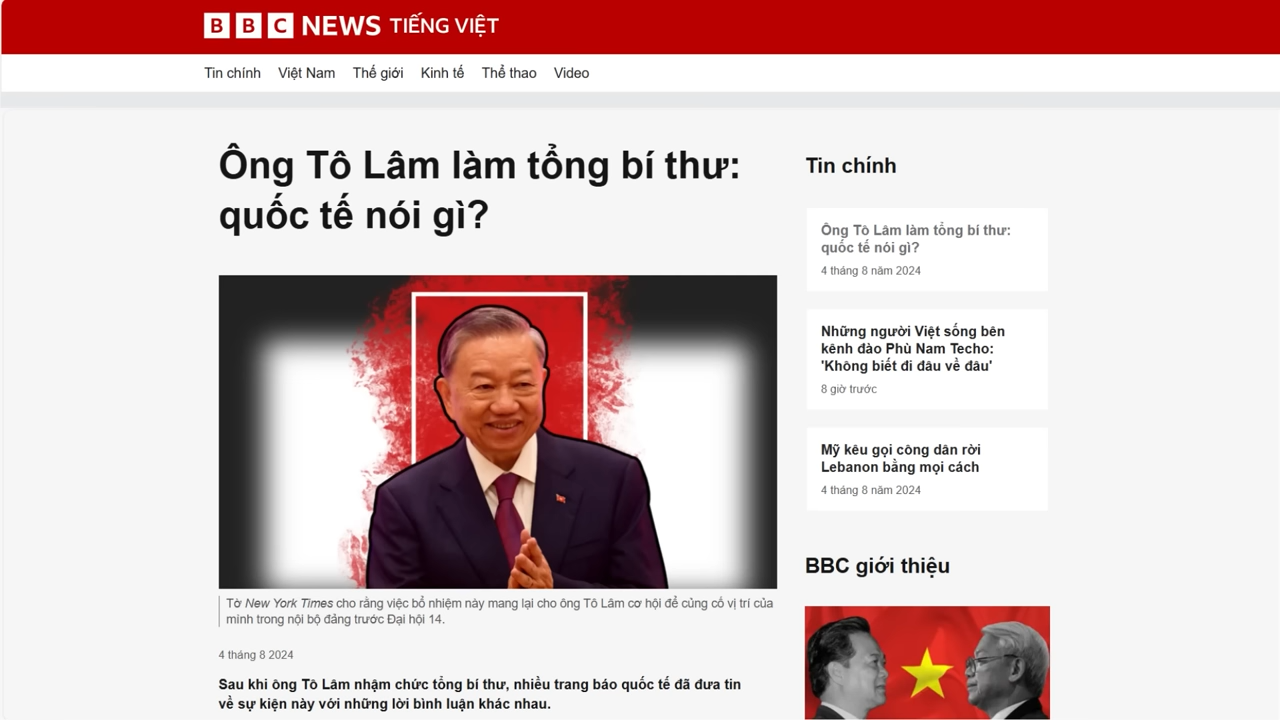 BBC NEWS TIẾNG VIỆT
Tin chính Việt Nam Thế giới Kinh tế Thể thao Video
Ông Tô Lâm làm tổng bí thư:
quốc tế nói gì?
Tờ New York Times cho rằng việc bổ nhiệm này mang lại cho ông Tô Lâm cơ hội để củng cố vị trí của
mình trong nội bộ đảng trước Đại hội 14.
4 tháng 8 2024
Sau khi ông Tô Lâm nhậm chức tổng bí thư, nhiều trang báo quốc tế đã đưa tin
về sự kiện này với những lời bình luận khác nhau.
Tin chính
Ông Tô Lâm làm tổng bí thư:
quốc tế nói gì?
4 tháng 8 năm 2024
Những người Việt sống bên
kênh đào Phù Nam Techo:
'Không biết đi đâu về đâu'
8 giờ trước
Mỹ kêu gọi công dân rời
Lebanon bằng mọi cách
4 tháng 8 năm 2024
BBC giới thiệu